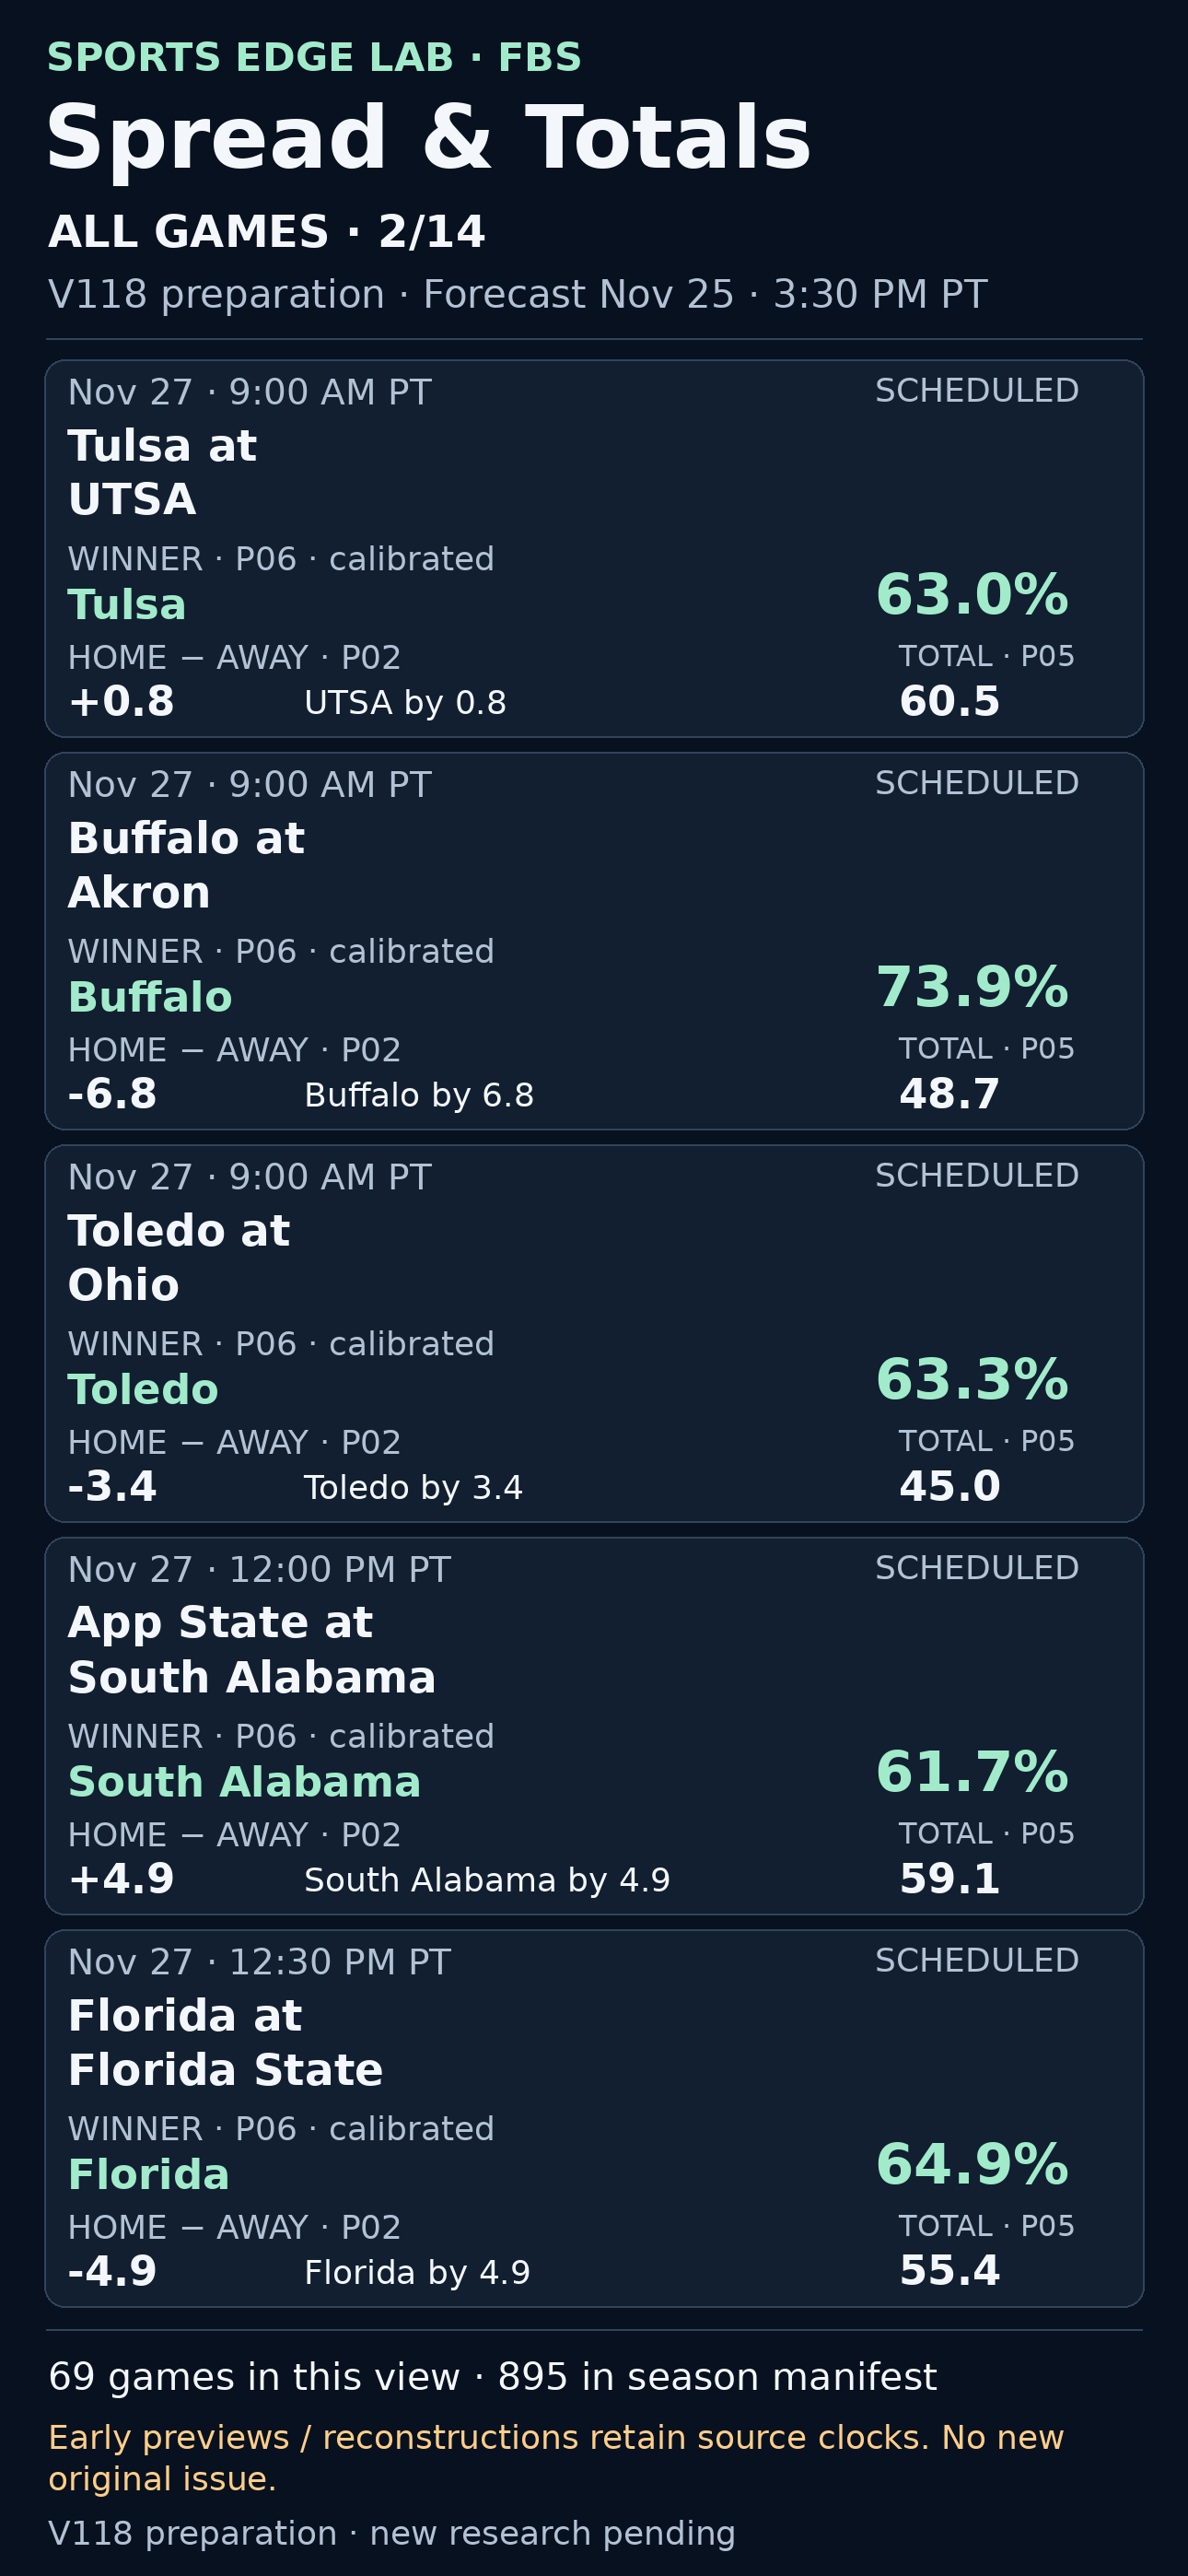 SPORTS EDGE LAB · FBS
Spread & Totals
ALL GAMES · 2/14
V118 preparation · Forecast Nov 25 · 3:30 PM PT
Nov 27 · 9:00 AM PT SCHEDULED
Tulsa at
UTSA
WINNER · P06 · calibrated
Tulsa 63.0%
HOME − AWAY · P02 TOTAL · P05
+0.8 UTSA by 0.8 60.5
Nov 27 · 9:00 AM PT SCHEDULED
Buffalo at
Akron
WINNER · P06 · calibrated
Buffalo 73.9%
HOME − AWAY · P02 TOTAL · P05
-6.8 Buffalo by 6.8 48.7
Nov 27 · 9:00 AM PT SCHEDULED
Toledo at
Ohio
WINNER · P06 · calibrated
Toledo 63.3%
HOME − AWAY · P02 TOTAL · P05
-3.4 Toledo by 3.4 45.0
Nov 27 · 12:00 PM PT SCHEDULED
App State at
South Alabama
WINNER · P06 · calibrated
South Alabama 61.7%
HOME − AWAY · P02 TOTAL · P05
+4.9 South Alabama by 4.9 59.1
Nov 27 · 12:30 PM PT SCHEDULED
Florida at
Florida State
WINNER · P06 · calibrated
Florida 64.9%
HOME − AWAY · P02 TOTAL · P05
-4.9 Florida by 4.9 55.4
69 games in this view · 895 in season manifest
Early previews / reconstructions retain source clocks. No new
original issue.
V118 preparation · new research pending